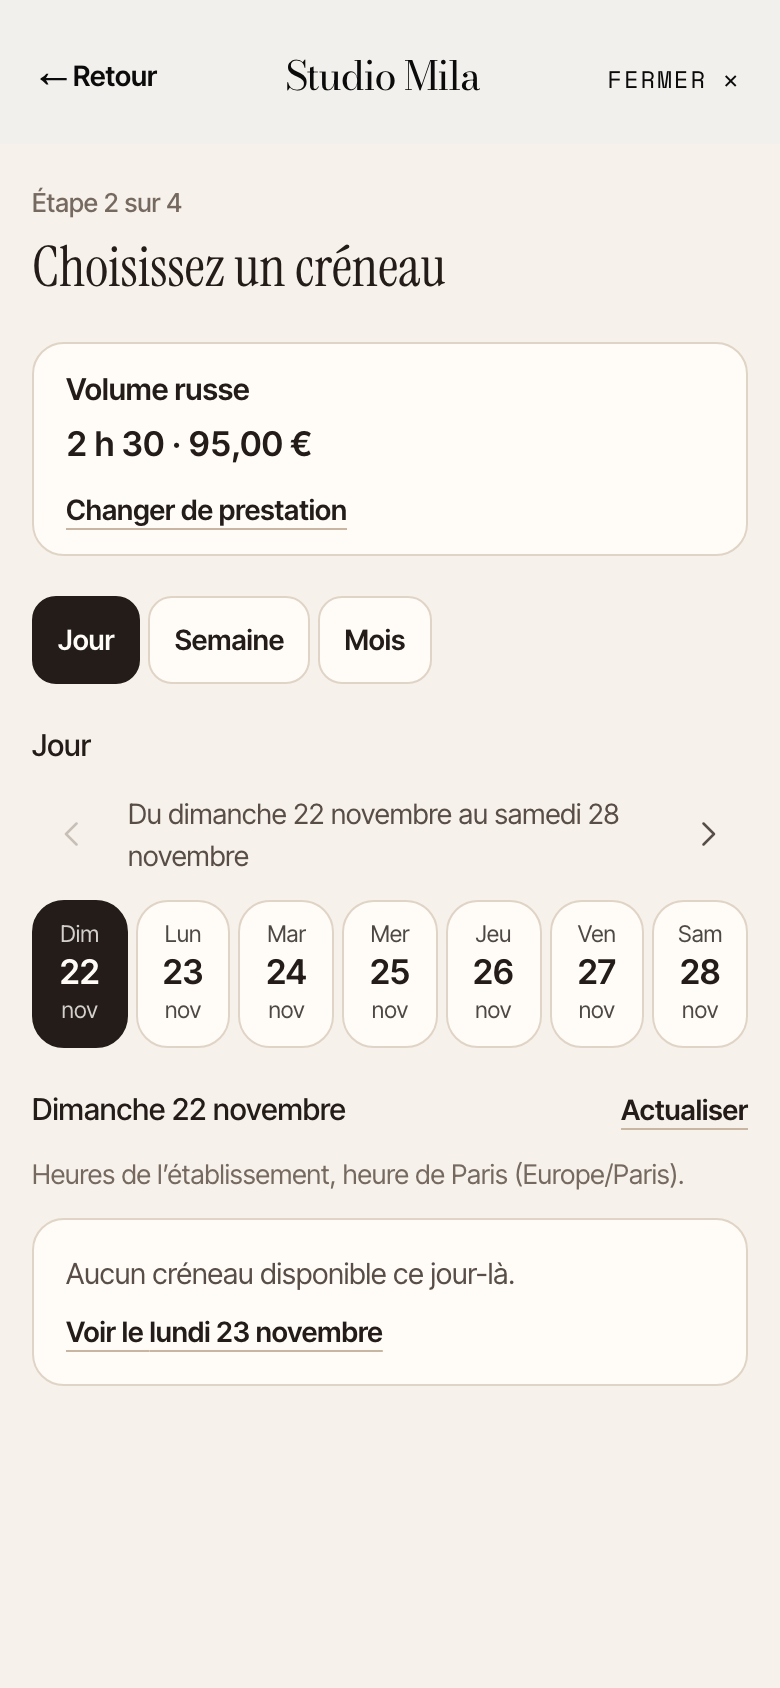 ← Retour
Studio Mila
FERMER ×
Étape 2 sur 4
Choisissez un créneau
Volume russe
2 h 30 · 95,00 €
Changer de prestation
Jour
Semaine
Mois
Jour
Du dimanche 22 novembre au samedi 28
novembre
Dim
22
nov
Lun
23
nov
Mar
24
nov
Mer
25
nov
Jeu
26
nov
Ven
27
nov
Sam
28
nov
Dimanche 22 novembre
Actualiser
Heures de l’établissement, heure de Paris (Europe/Paris).
Aucun créneau disponible ce jour-là.
Voir le lundi 23 novembre